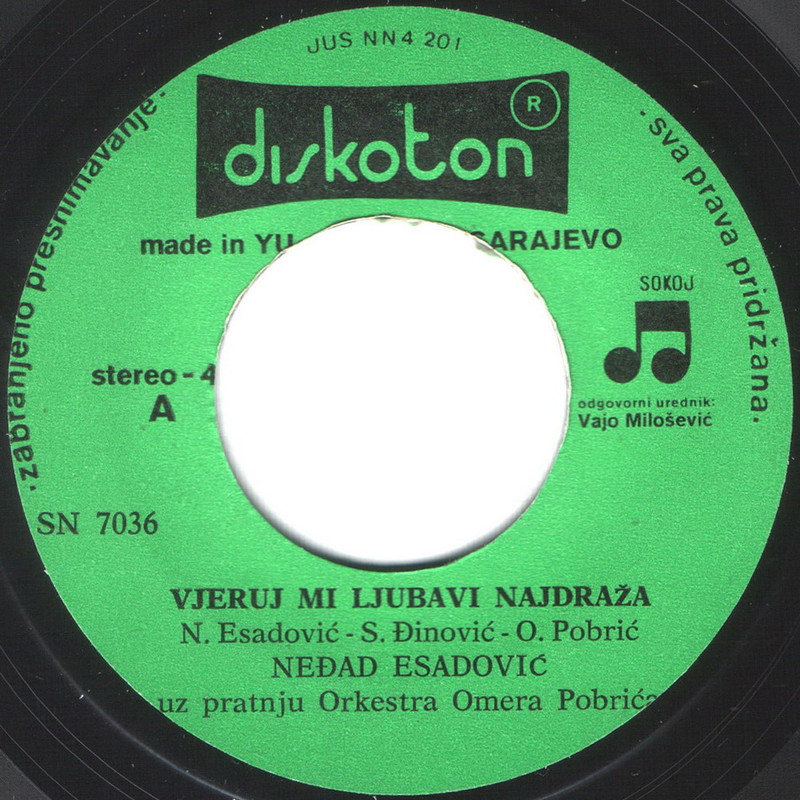 JUS NN4 201
diskoton
R
made in YU SARAJEVO
· zabranjeno presnimavanje ·
· sva prava pridržana ·
SOKOJ
stereo - 4
A
odgovorni urednik:
Vajo Milošević
SN 7036
VJERUJ MI LJUBAVI NAJDRAŽA
N. Esadović - S. Đinović - O. Pobrić
NEĐAD ESADOVIĆ
uz pratnju Orkestra Omera Pobrića